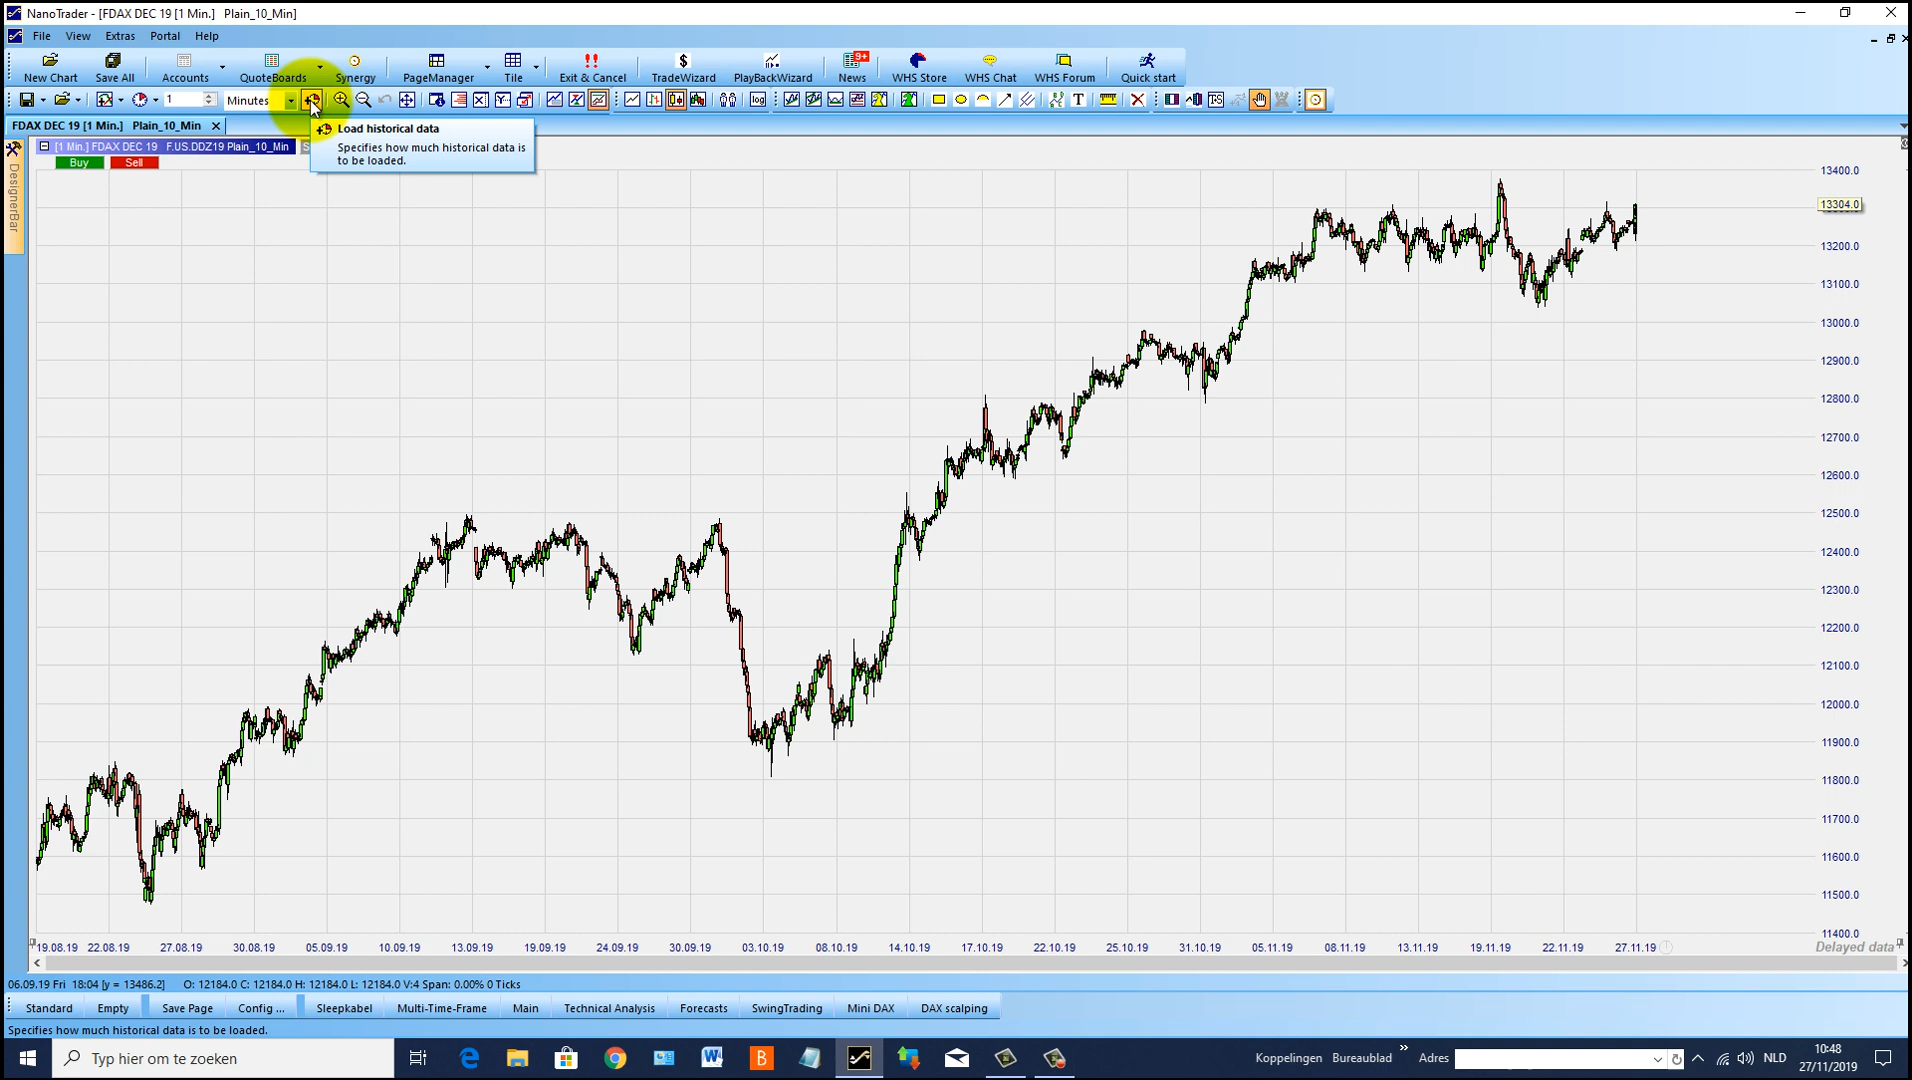 NanoTrader - [FDAX DEC 19 [1 Min.] Plain_10_Min]
File View Extras Portal Help
New Chart Save All Accounts QuoteBoards Synergy PageManager Tile Exit & Cancel TradeWizard PlayBackWizard 9+ News WHS Store WHS Chat WHS Forum Quick start
1 Minutes log T T-S
FDAX DEC 19 [1 Min.] Plain_10_Min
[1 Min.] FDAX DEC 19 F.US.DDZ19 Plain_10_Min S
Buy Sell
Load historical data
Specifies how much historical data is
to be loaded.
DesignerBar
13400.0
13304.0
13200.0
13100.0
13000.0
12900.0
12800.0
12700.0
12600.0
12500.0
12400.0
12300.0
12200.0
12100.0
12000.0
11900.0
11800.0
11700.0
11600.0
11500.0
11400.0
19.08.19 22.08.19 27.08.19 30.08.19 05.09.19 10.09.19 13.09.19 19.09.19 24.09.19 30.09.19 03.10.19 08.10.19 14.10.19 17.10.19 22.10.19 25.10.19 31.10.19 05.11.19 08.11.19 13.11.19 19.11.19 22.11.19 27.11.19 Delayed data
06.09.19 Fri 18:04 [y = 13486.2] O: 12184.0 C: 12184.0 H: 12184.0 L: 12184.0 V:4 Span: 0.00% 0 Ticks
Standard Empty Save Page Config ... Sleepkabel Multi-Time-Frame Main Technical Analysis Forecasts SwingTrading Mini DAX DAX scalping
Specifies how much historical data is to be loaded.
Typ hier om te zoeken Koppelingen Bureaublad Adres NLD
10:48
27/11/2019